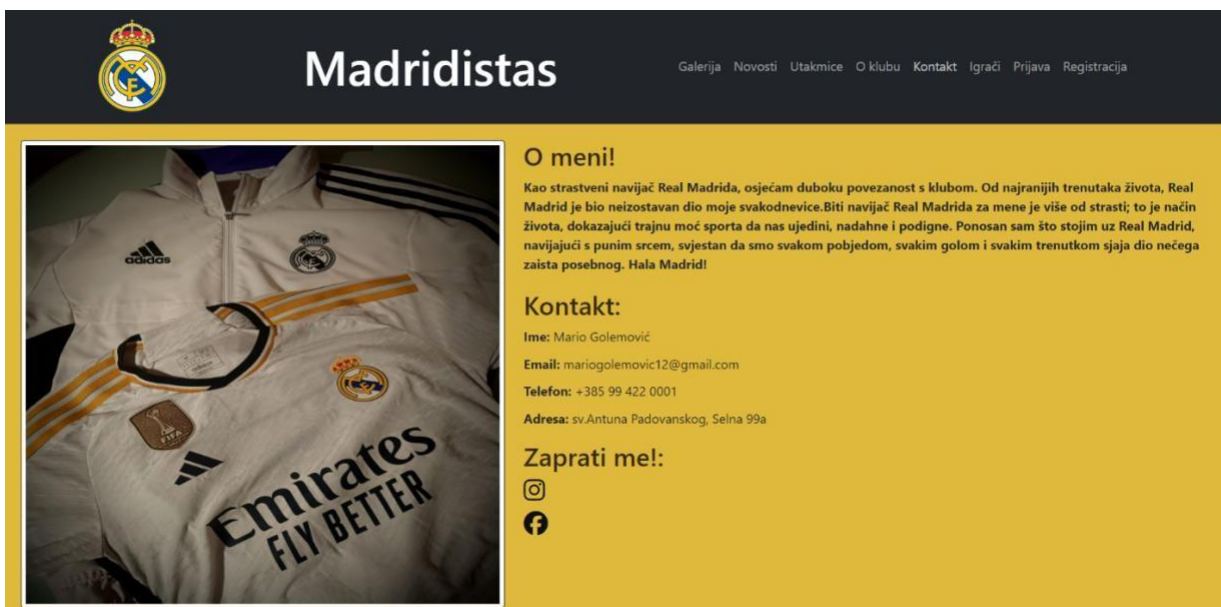 Madridistas
Galerija Novosti Utakmice O klubu Kontakt Igrači Prijava Registracija
O meni!
Kao strastveni navijač Real Madrida, osjećam duboku povezanost s klubom. Od najranijih trenutaka života, Real
Madrid je bio neizostavan dio moje svakodnevice.Biti navijač Real Madrida za mene je više od strasti; to je način
života, dokazajući trajnu moć sporta da nas ujedini, nadahne i podigne. Ponosan sam što stojim uz Real Madrid,
navijajući s punim srcem, svjestan da smo svakom pobjedom, svakim golom i svakim trenutkom sjaja dio nečega
zaista posebnog. Hala Madrid!
Kontakt:
Ime: Mario Golemović
Email: mariogolemovic12@gmail.com
Telefon: +385 99 422 0001
Adresa: sv.Antuna Padovanskog, Selna 99a
Zaprati me!:
adidas
FIFA
Emirates
FLY BETTER